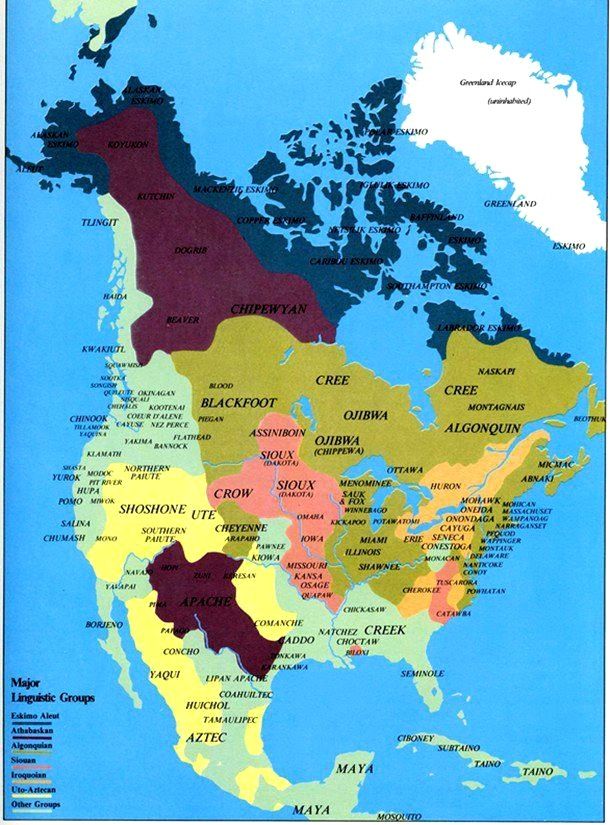 Greenland Icecap
(uninhabited)
ALASKAN
ESKIMO
ALASKAN
ESKIMO
KOYUKON
POLAR ESKIMO
ALEUT
KUTCHIN
MACKENZIE ESKIMO
IGLULIK ESKIMO
GREENLAND
ESKIMO
TLINGIT
COPPER ESKIMO
BAFFINLAND
ESKIMO
NETSILIK ESKIMO
DOGRIB
CARIBOU ESKIMO
SOUTHAMPTON ESKIMO
HAIDA
CHIPEWYAN
BEAVER
LABRADOR ESKIMO
KWAKIUTL
SQUAWMISH
NOOTKA
SONGISH
QUILEUTE
NISQUALI
CHEHALIS
OKINAGAN
KOOTENAI
COEUR D'ALENE
CHINOOK
TILLAMOOK
YAQUINA
CAYUSE
NEZ PERCE
FLATHEAD
YAKIMA
BANNOCK
BLOOD
BLACKFOOT
PIEGAN
CREE
OJIBWA
OJIBWA
(CHIPPEWA)
NASKAPI
CREE
MONTAGNAIS
ALGONQUIN
BEOTHUK
ASSINIBOIN
SIOUX
(DAKOTA)
SIOUX
(DAKOTA)
CROW
OTTAWA
MICMAC
ABNAKI
KLAMATH
SHASTA
YUROK
MODOC
PIT RIVER
HUPA
POMO
MIWOK
NORTHERN
PAIUTE
MENOMINEE
SAUK
& FOX
WINNEBAGO
KICKAPOO
POTAWATOMI
HURON
MOHAWK
ONEIDA
ONONDAGA
CAYUGA
SENECA
ERIE
CONESTOGA
MOHICAN
MASSACHUSET
WAMPANOAG
NARRAGANSET
PEQUOD
WAPPINGER
MONTAUK
DELAWARE
NANTICOKE
CONOY
SHOSHONE
UTE
SALINA
CHUMASH
MONO
SOUTHERN
PAIUTE
CHEYENNE
ARAPAHO
PAWNEE
KIOWA
OMAHA
IOWA
MIAMI
ILLINOIS
SHAWNEE
MONACAN
TUSCARORA
POWHATAN
CHEROKEE
CATAWBA
MISSOURI
KANSA
OSAGE
QUAPAW
NAVAJO
HOPI
ZUNI
KERESAN
YAVAPAI
PIMA
APACHE
BORJENO
PAPAGO
COMANCHE
CHICKASAW
CADDO
NATCHEZ
CREEK
CHOCTAW
BILOXI
CONCHO
TONKAWA
KARANKAWA
YAQUI
LIPAN APACHE
COAHUILTEC
SEMINOLE
HUICHOL
TAMAULIPEC
AZTEC
CIBONEY
SUBTAINO
TAINO
TAINO
MAYA
MAYA
MOSQUITO
Major
Linguistic Groups
Eskimo Aleut
Athabaskan
Algonquian
Siouan
Iroquoian
Uto-Aztecan
Other Groups